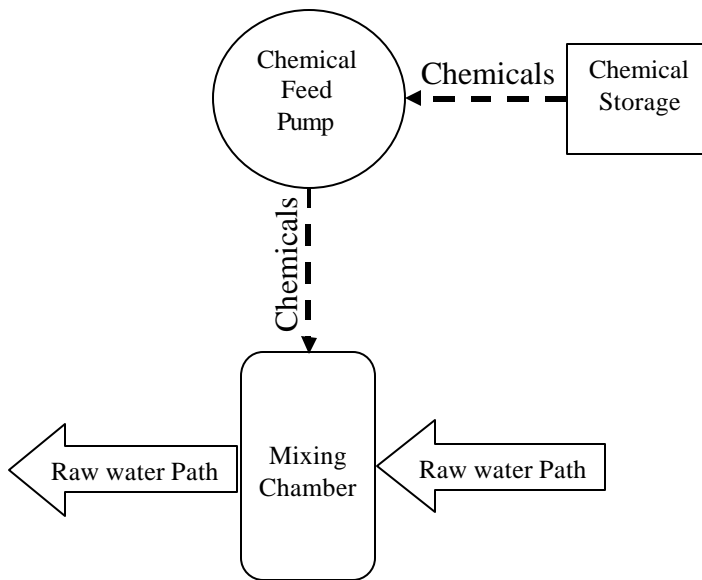 Chemical
Feed
Pump
Chemicals
Chemical
Storage
Chemicals
Raw water Path
Mixing
Chamber
Raw water Path